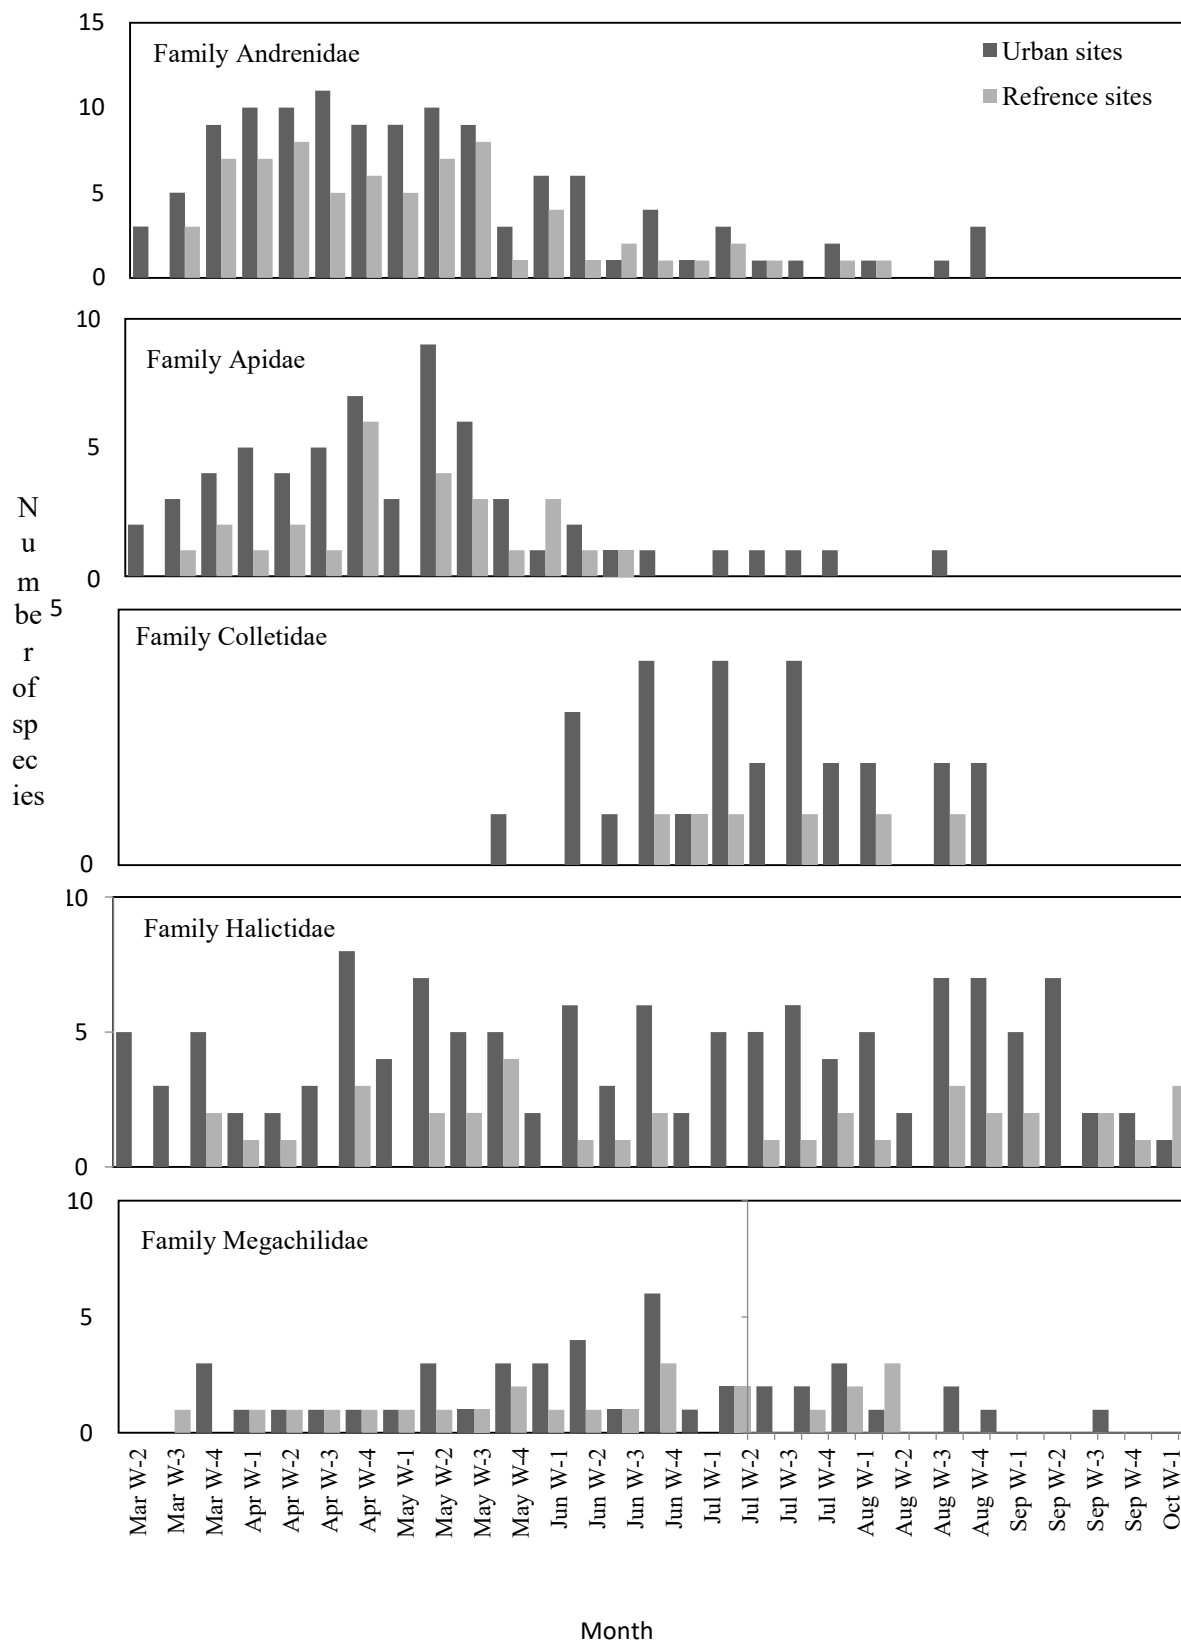 15
Family Andrenidae
Urban sites
Refrence sites
10
5
0
10
Family Apidae
5
0
N
u
m
be
r
of
sp
ec
ies
5
Family Colletidae
0
10
Family Halictidae
5
0
10
Family Megachilidae
5
0
Mar W-2
Mar W-3
Mar W-4
Apr W-1
Apr W-2
Apr W-3
Apr W-4
May W-1
May W-2
May W-3
May W-4
Jun W-1
Jun W-2
Jun W-3
Jun W-4
Jul W-1
Jul W-2
Jul W-3
Jul W-4
Aug W-1
Aug W-2
Aug W-3
Aug W-4
Sep W-1
Sep W-2
Sep W-3
Sep W-4
Oct W-1
Month